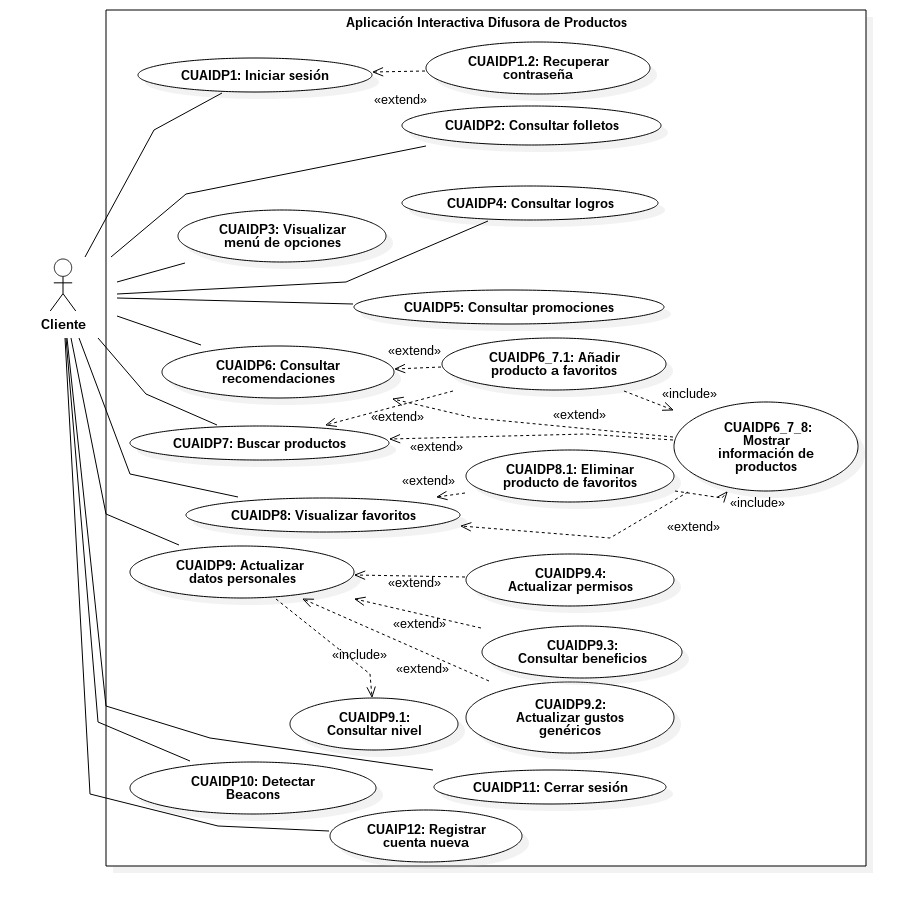 Aplicación Interactiva Difusora de Productos
CUAIDP1: Iniciar sesión
CUAIDP1.2: Recuperar
contraseña
«extend»
CUAIDP2: Consultar folletos
CUAIDP4: Consultar logros
CUAIDP3: Visualizar
menú de opciones
Cliente
CUAIDP5: Consultar promociones
CUAIDP6: Consultar
recomendaciones
«extend»
CUAIDP6_7.1: Añadir
producto a favoritos
«include»
«extend»
«extend»
CUAIDP6_7_8:
Mostrar
información de
productos
CUAIDP7: Buscar productos
«extend»
CUAIDP8.1: Eliminar
producto de favoritos
«extend»
«include»
CUAIDP8: Visualizar favoritos
«extend»
CUAIDP9: Actualizar
datos personales
«extend»
CUAIDP9.4:
Actualizar permisos
«extend»
CUAIDP9.3:
Consultar beneficios
«include»
«extend»
CUAIDP9.1:
Consultar nivel
CUAIDP9.2:
Actualizar gustos
genéricos
CUAIDP10: Detectar
Beacons
CUAIDP11: Cerrar sesión
CUAIP12: Registrar
cuenta nueva